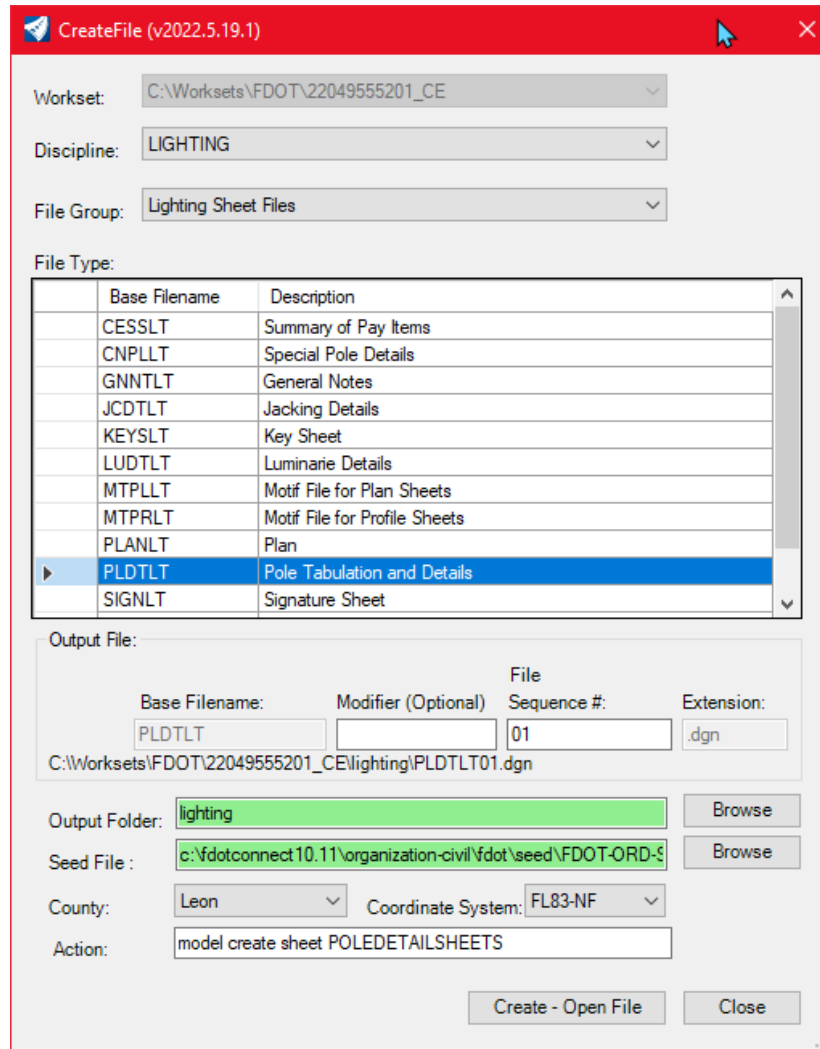 CreateFile (v2022.5.19.1)
Workset: C:\Worksets\FDOT\22049555201_CE
Discipline: LIGHTING
File Group: Lighting Sheet Files
File Type:
Base Filename Description
CESSLT Summary of Pay Items
CNPLLT Special Pole Details
GNNTLT General Notes
JCDTLT Jacking Details
KEYSLT Key Sheet
LUDTLT Luminarie Details
MTPLLT Motif File for Plan Sheets
MTPRLT Motif File for Profile Sheets
PLANLT Plan
PLDTLT Pole Tabulation and Details
SIGNLT Signature Sheet
Output File:
File
Base Filename: Modifier (Optional) Sequence #: Extension:
PLDTLT 01 .dgn
C:\Worksets\FDOT\22049555201_CE\lighting\PLDTLT01.dgn
Output Folder: lighting Browse
Seed File : c:\fdotconnect10.11\organization-civil\fdot\seed\FDOT-ORD-S Browse
County: Leon Coordinate System: FL83-NF
Action: model create sheet POLEDETAILSHEETS
Create - Open File Close